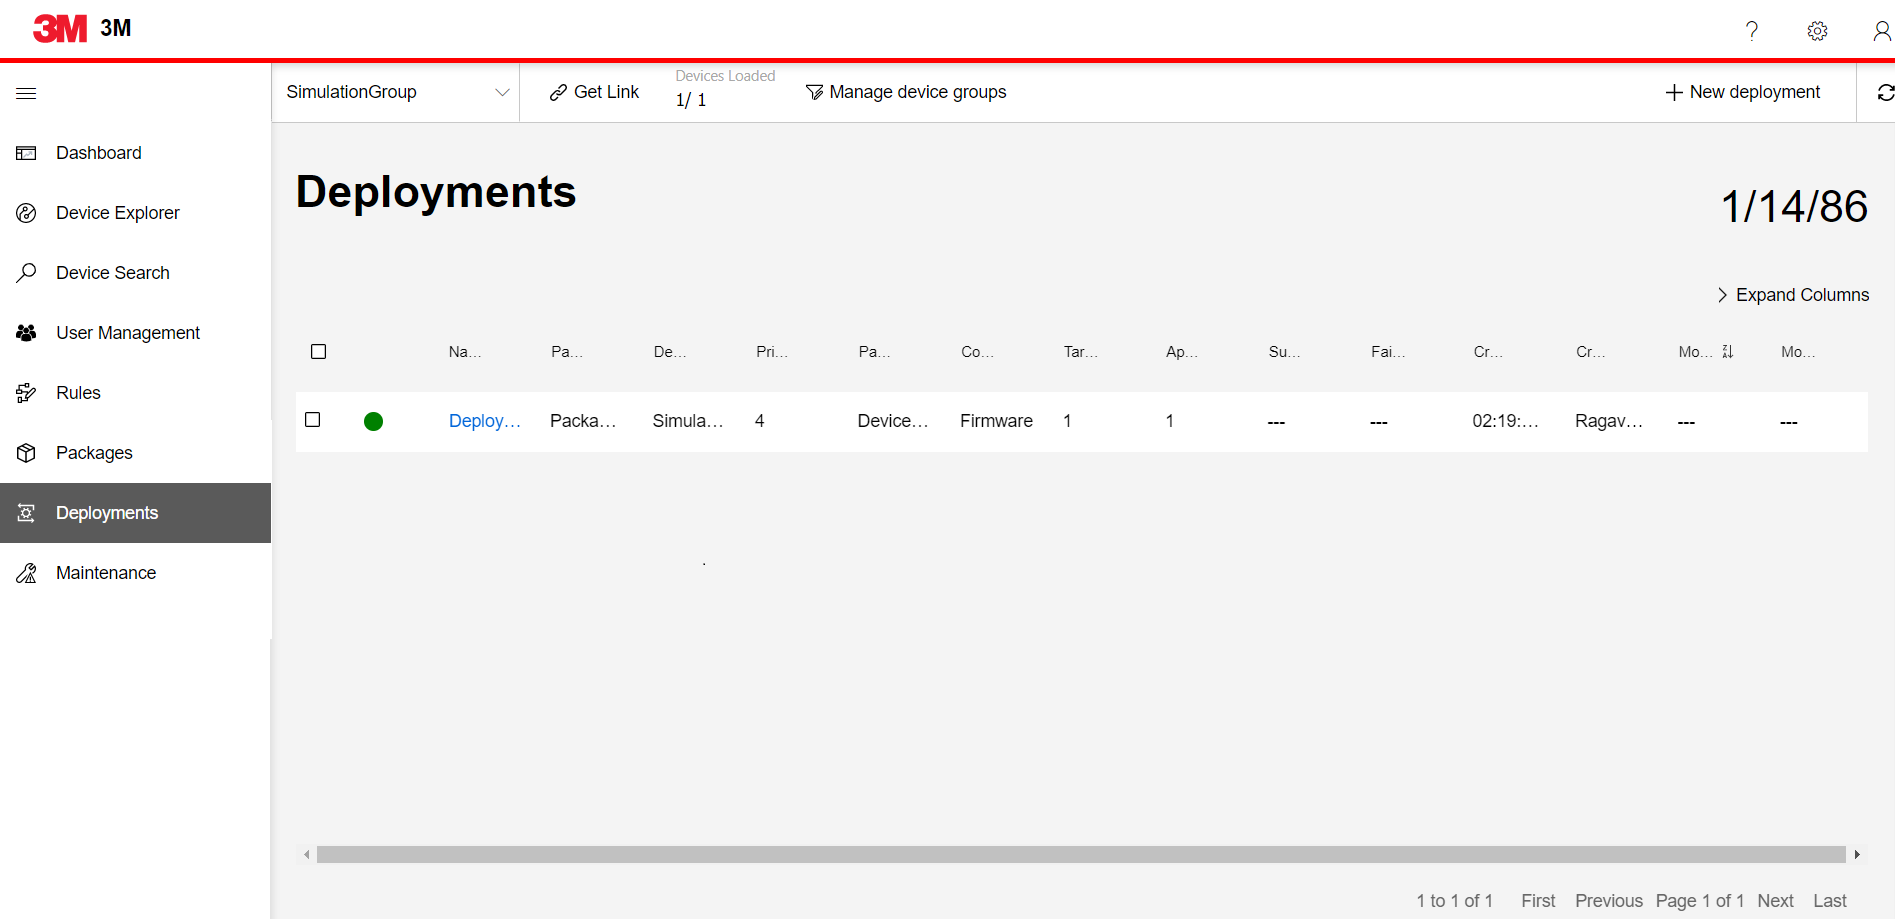 3M 3M
SimulationGroup
Get Link
Devices Loaded
1/ 1
Manage device groups
New deployment
Dashboard
Device Explorer
Device Search
User Management
Rules
Packages
Deployments
Maintenance
Deployments
1/14/86
Expand Columns
Na... Pa... De... Pri... Pa... Co... Tar... Ap... Su... Fai... Cr... Cr... Mo... Mo...
Deploy... Packa... Simula... 4 Device... Firmware 1 1 --- --- 02:19:... Ragav... --- ---
1 to 1 of 1 First Previous Page 1 of 1 Next Last